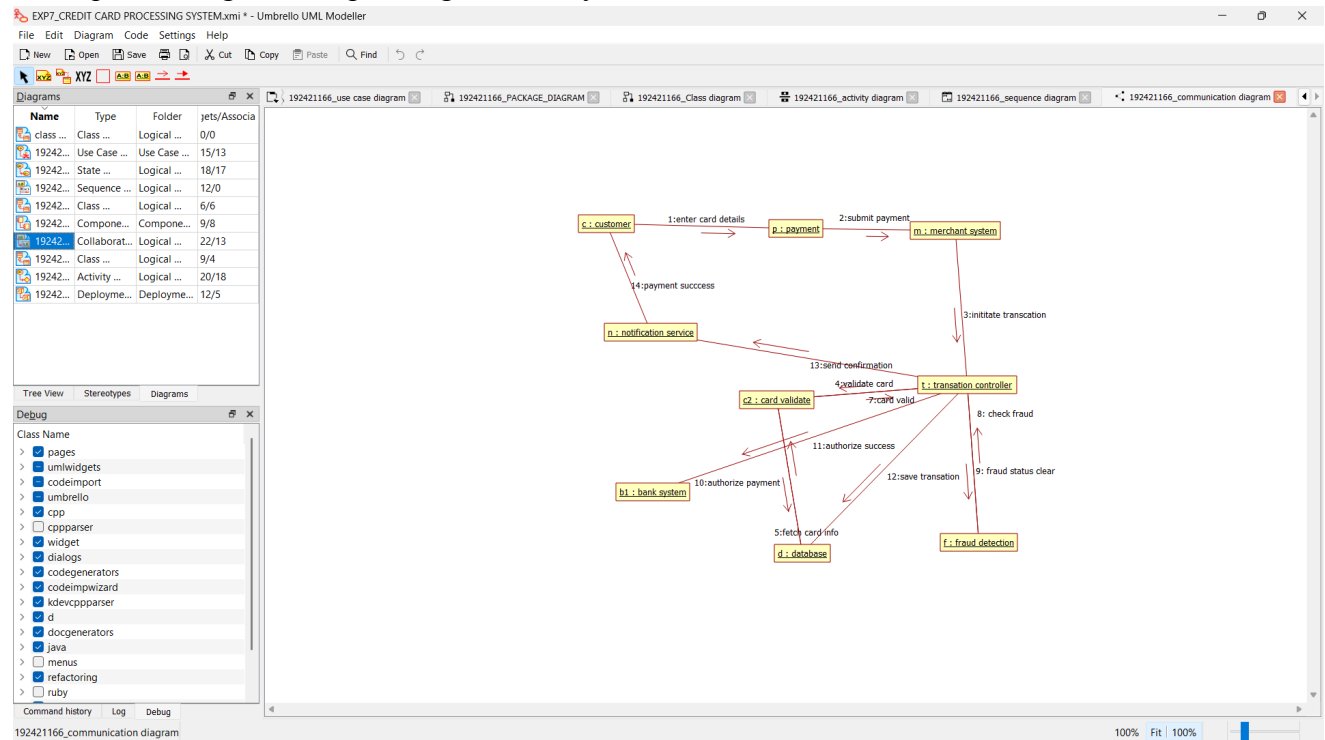 EXP7_CREDIT CARD PROCESSING SYSTEM.xmi * - Umbrello UML Modeller
File Edit Diagram Code Settings Help
New Open Save Cut Copy Paste Find
XYZ XYZ A:B A:B
Diagrams
192421166_use case diagram 192421166_PACKAGE_DIAGRAM 192421166_Class diagram 192421166_activity diagram 192421166_sequence diagram 192421166_communication diagram
Name Type Folder gets/Associa
class ... Class ... Logical ... 0/0
19242... Use Case ... Use Case ... 15/13
19242... State ... Logical ... 18/17
19242... Sequence ... Logical ... 12/0
19242... Class ... Logical ... 6/6
19242... Compone... Compone... 9/8
19242... Collaborat... Logical ... 22/13
19242... Class ... Logical ... 9/4
19242... Activity ... Logical ... 20/18
19242... Deployme... Deployme... 12/5
Tree View Stereotypes Diagrams
Debug
Class Name
pages
umlwidgets
codeimport
umbrello
cpp
cppparser
widget
dialogs
codegenerators
codeimpwizard
kdevcppparser
d
docgenerators
java
menus
refactoring
ruby
Command history Log Debug
c : customer
1:enter card details
p : payment
2:submit payment
m : merchant system
14:payment succcess
3:inititate transcation
n : notification service
13:send confirmation
4:validate card
t : transation controller
c2 : card validate
7:card valid
8: check fraud
11:authorize success
10:authorize payment
12:save transation
9: fraud status clear
b1 : bank system
5:fetch card info
f : fraud detection
d : database
192421166_communication diagram
100% Fit 100%